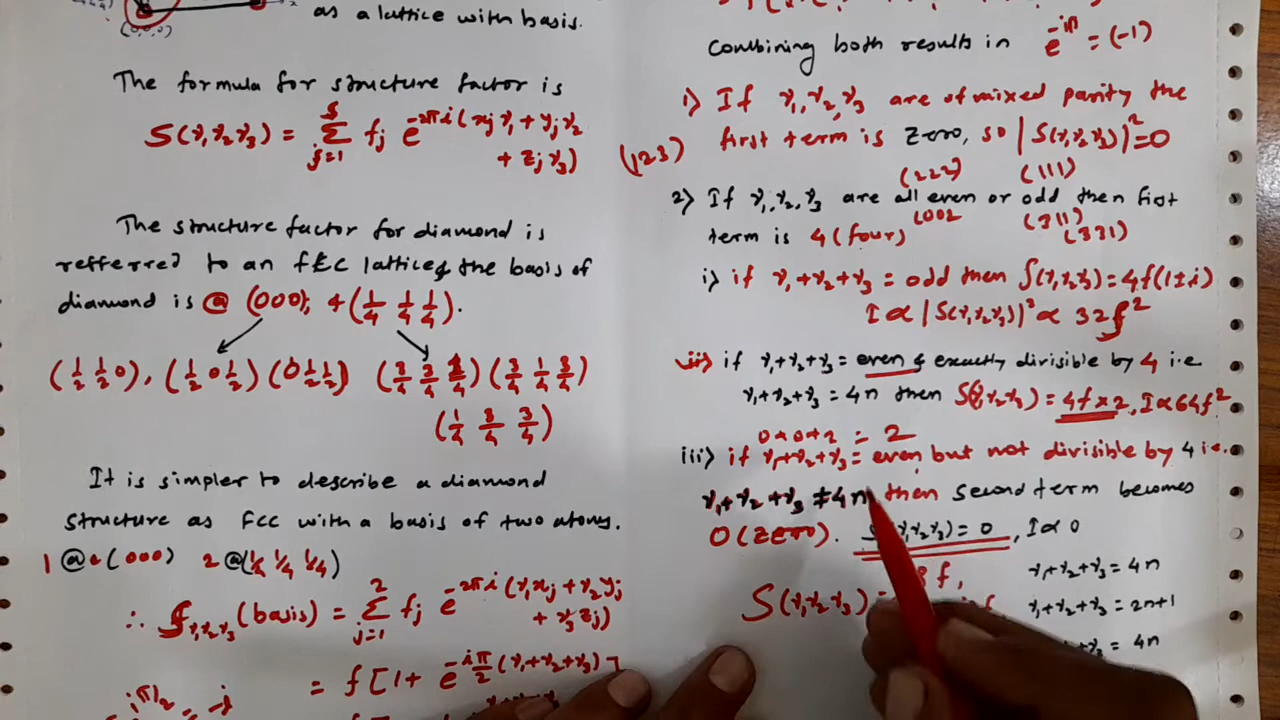 as a lattice with basis.
(0,0,0)
The formula for structure factor is
S(γ₁γ₂γ₃) = Σ fj e^-2πi(xjγ₁ + yjγ₂
j=1
+ zjγ₃)
The structure factor for diamond is
refferred to an fcc lattice, the basis of
diamond is @ (000), 4(1/4 1/4 1/4).
(1/2 1/2 0), (1/2 0 1/2) (0 1/2 1/2) (3/4 3/4 1/4) (3/4 1/4 3/4)
(1/4 3/4 3/4)
It is simpler to describe a diamond
structure as FCC with a basis of two atoms.
1 @ (000) 2 @(1/4 1/4 1/4)
∴ Sγ₁γ₂γ₃(basis) = Σ fj e^-2πi(γ₁xj + γ₂yj
j=1 2
+ γ₃zj)
= f[1+ e^-iπ/2(γ₁+γ₂+γ₃)]
combining both results in e^-iπ = (-1)
1) If γ₁,γ₂,γ₃ are of mixed parity the
(123) first term is zero, so |S(γ₁γ₂γ₃)|²=0
(222) (111)
2) If γ₁,γ₂,γ₃ are all even or odd then fist
002 (311)
term is 4(four) (331)
i) if γ₁+γ₂+γ₃ = odd then S(γ₁γ₂γ₃)=4f(1±i)
I∝|S(γ₁γ₂γ₃)|²∝ 32f²
ii) if γ₁+γ₂+γ₃= even & exactly divisible by 4 i.e
γ₁+γ₂+γ₃ = 4n then S(γ₁γ₂γ₃) = 4f×2, I∝64f²
0+0+2 = 2
iii) if γ₁+γ₂+γ₃= even but not divisible by 4 i.e.
γ₁+γ₂+γ₃ ≠4n then second term becomes
0(zero). S(γ₁γ₂γ₃) = 0, I∝0
γ₁+γ₂+γ₃ = 4n
S(γ₁γ₂γ₃) =
γ₁+γ₂+γ₃ = 2n+1
= 4n